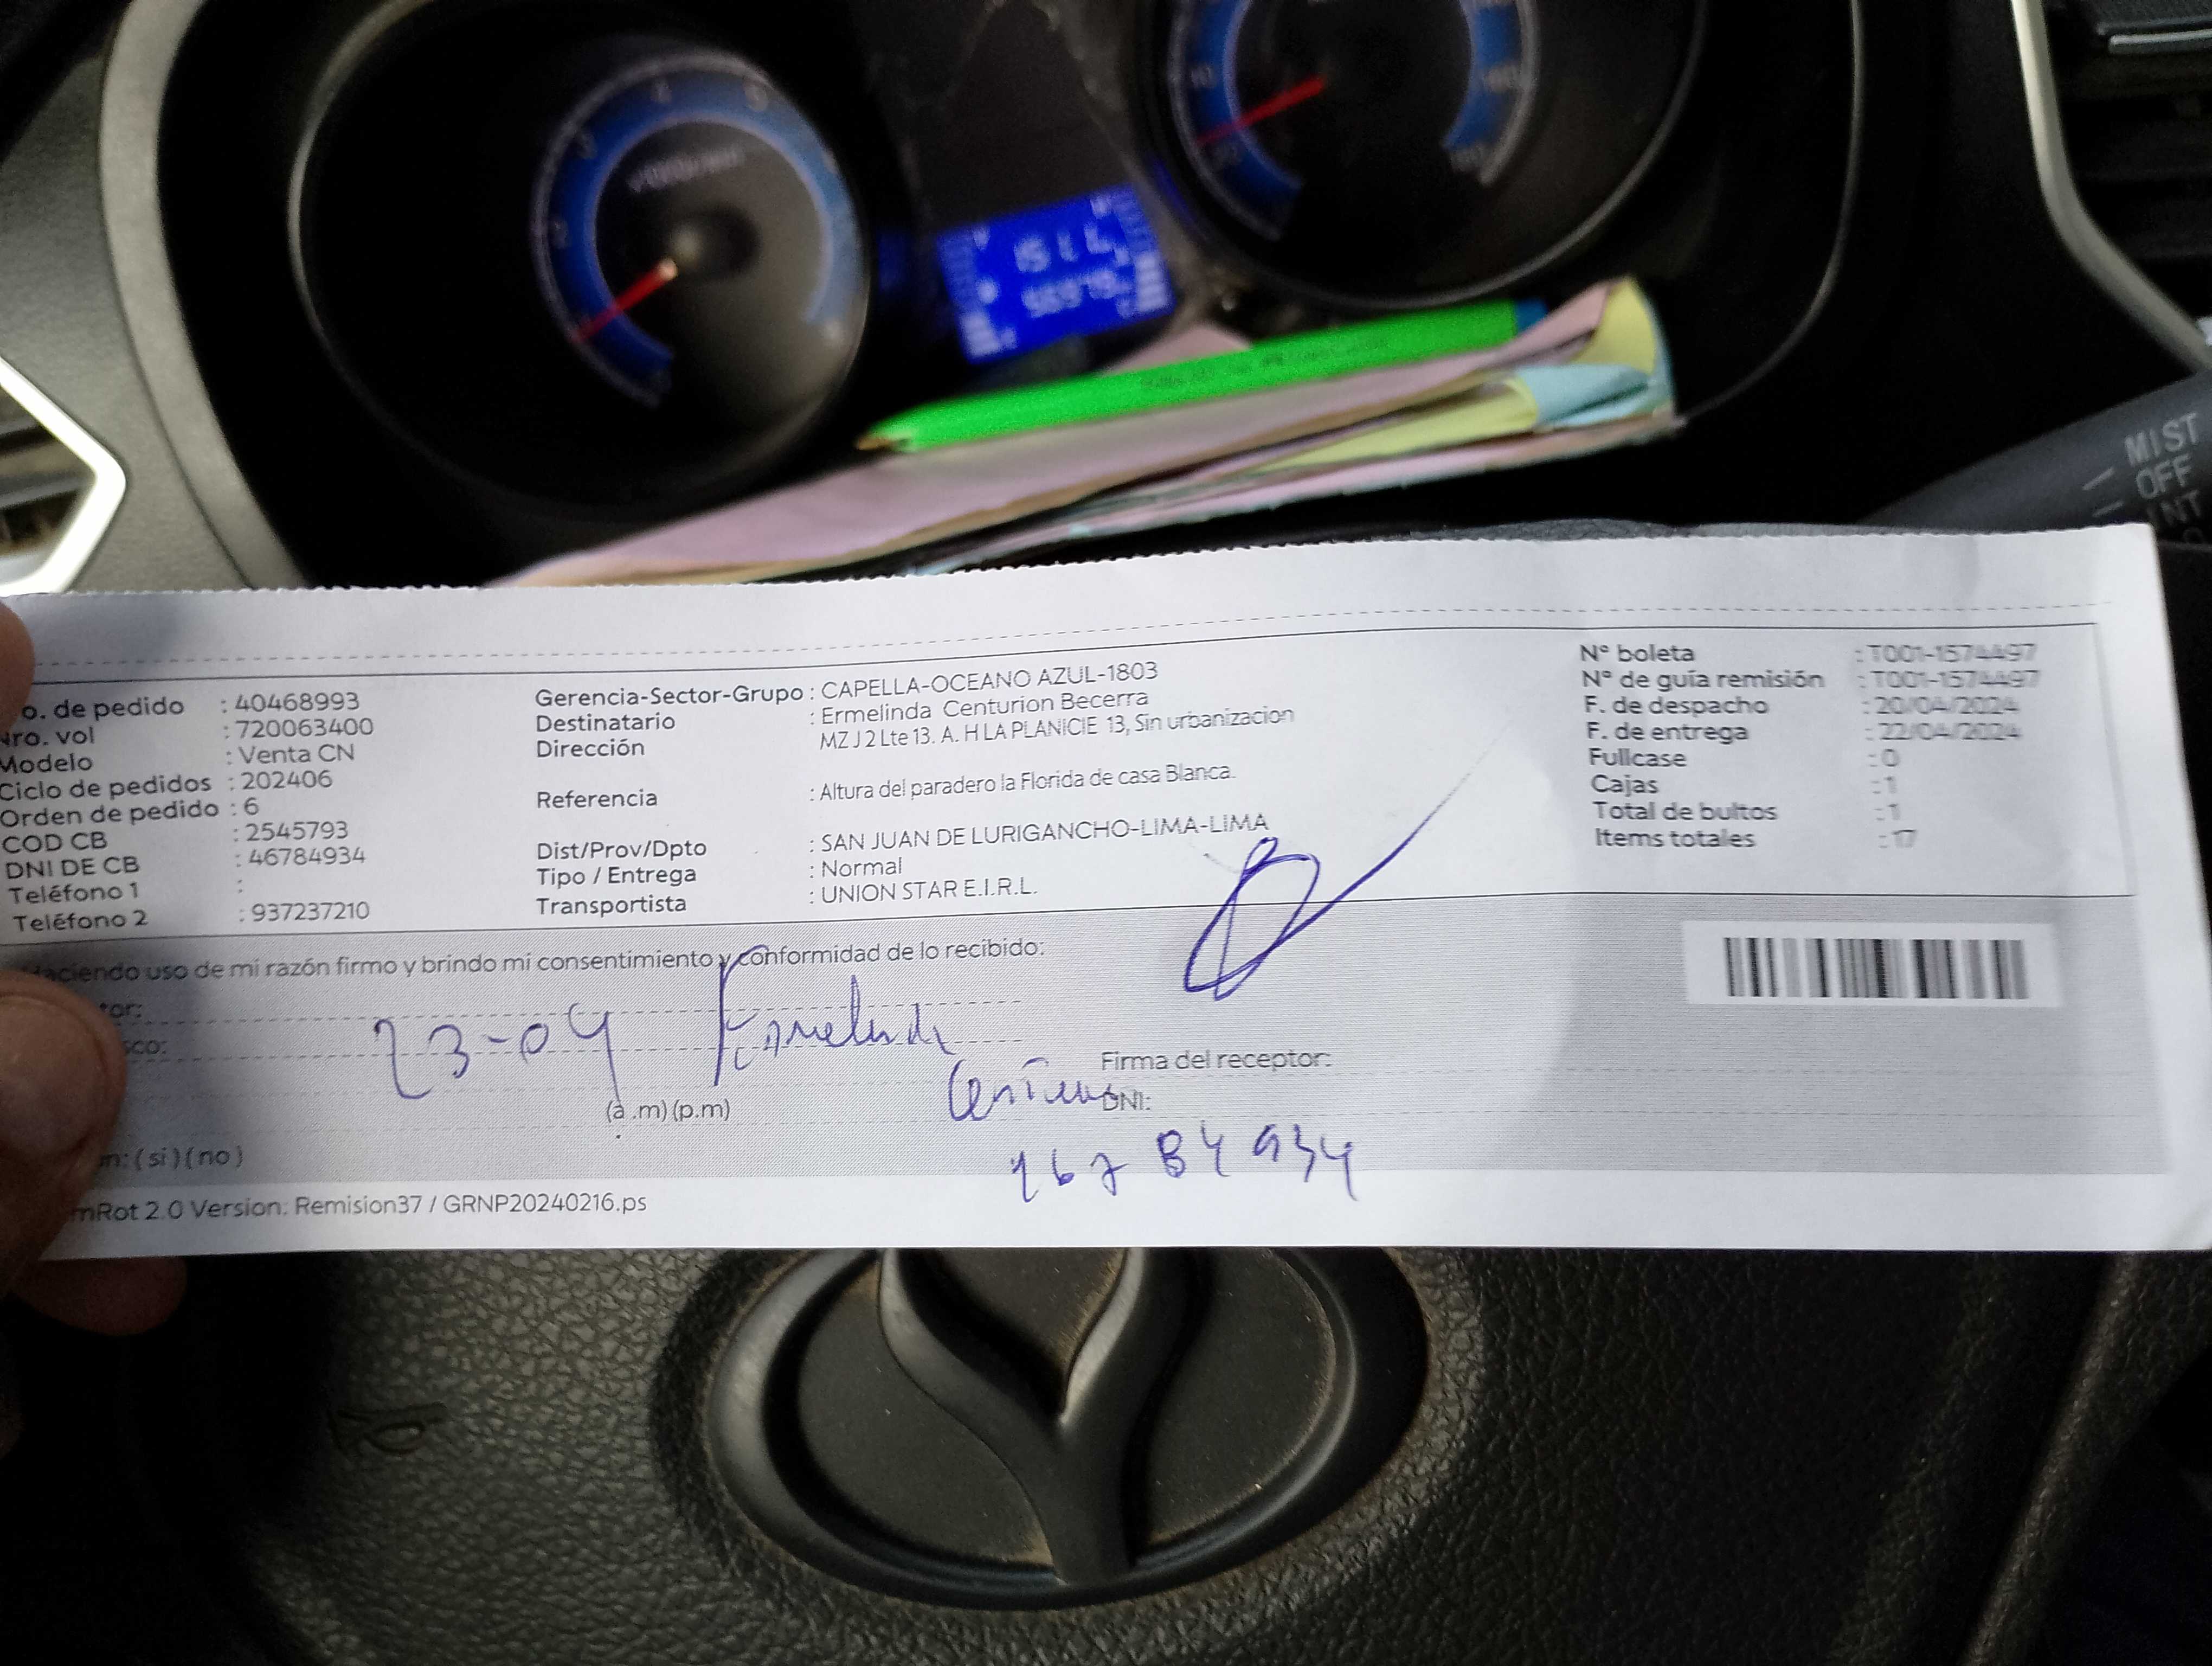 MIST
OFF
INT
o. de pedido : 40468993
Nro. vol : 720063400
Modelo : Venta CN
Ciclo de pedidos : 202406
Orden de pedido : 6
COD CB : 2545793
DNI DE CB : 46784934
Teléfono 1 :
Teléfono 2 : 937237210
Gerencia-Sector-Grupo : CAPELLA-OCEANO AZUL-1803
Destinatario : Ermelinda Centurion Becerra
Dirección MZ J 2 Lte 13. A. H LA PLANICIE 13, Sin urbanizacion
Referencia : Altura del paradero la Florida de casa Blanca.
Dist/Prov/Dpto : SAN JUAN DE LURIGANCHO-LIMA-LIMA
Tipo / Entrega : Normal
Transportista : UNION STAR E.I.R.L.
N° boleta : T001-1574497
N° de guía remisión : T001-1574497
F. de despacho : 20/04/2024
F. de entrega : 22/04/2024
Fullcase : 0
Cajas : 1
Total de bultos : 1
Items totales : 17
Haciendo uso de mi razón firmo y brindo mi consentimiento y conformidad de lo recibido:
tor:
sco:
23-04 Ermelinda
Firma del receptor:
DNI:
(a .m) (p.m)
46784934
n: ( si ) ( no )
mRot 2.0 Version: Remision37 / GRNP20240216.ps